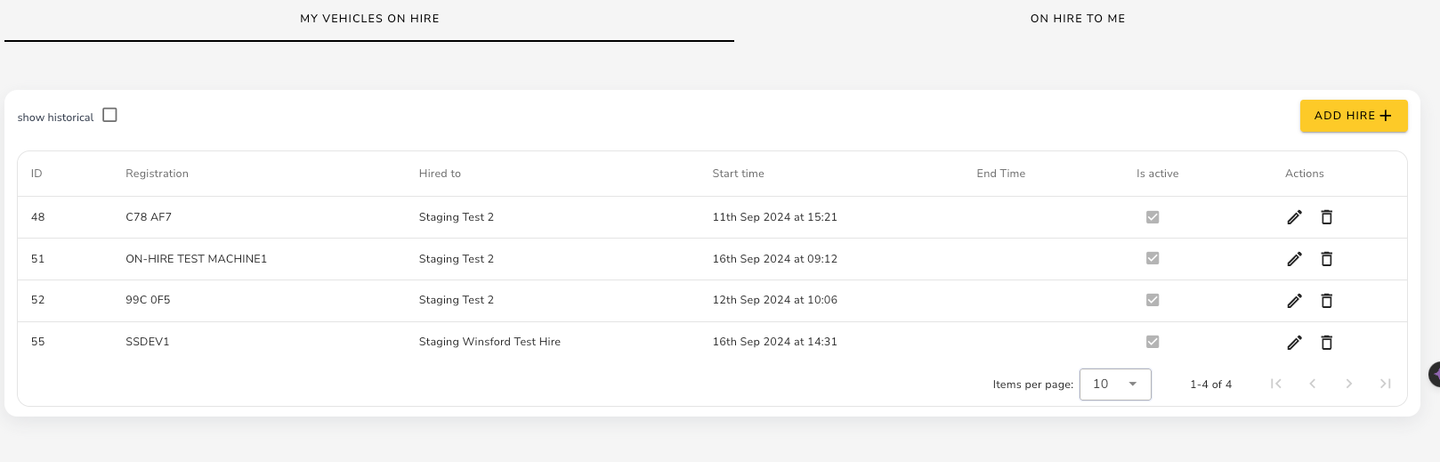 MY VEHICLES ON HIRE ON HIRE TO ME
show historical ADD HIRE
ID Registration Hired to Start time End Time Is active Actions
48 C78 AF7 Staging Test 2 11th Sep 2024 at 15:21
51 ON-HIRE TEST MACHINE1 Staging Test 2 16th Sep 2024 at 09:12
52 99C 0F5 Staging Test 2 12th Sep 2024 at 10:06
55 SSDEV1 Staging Winsford Test Hire 16th Sep 2024 at 14:31
Items per page: 10 1-4 of 4